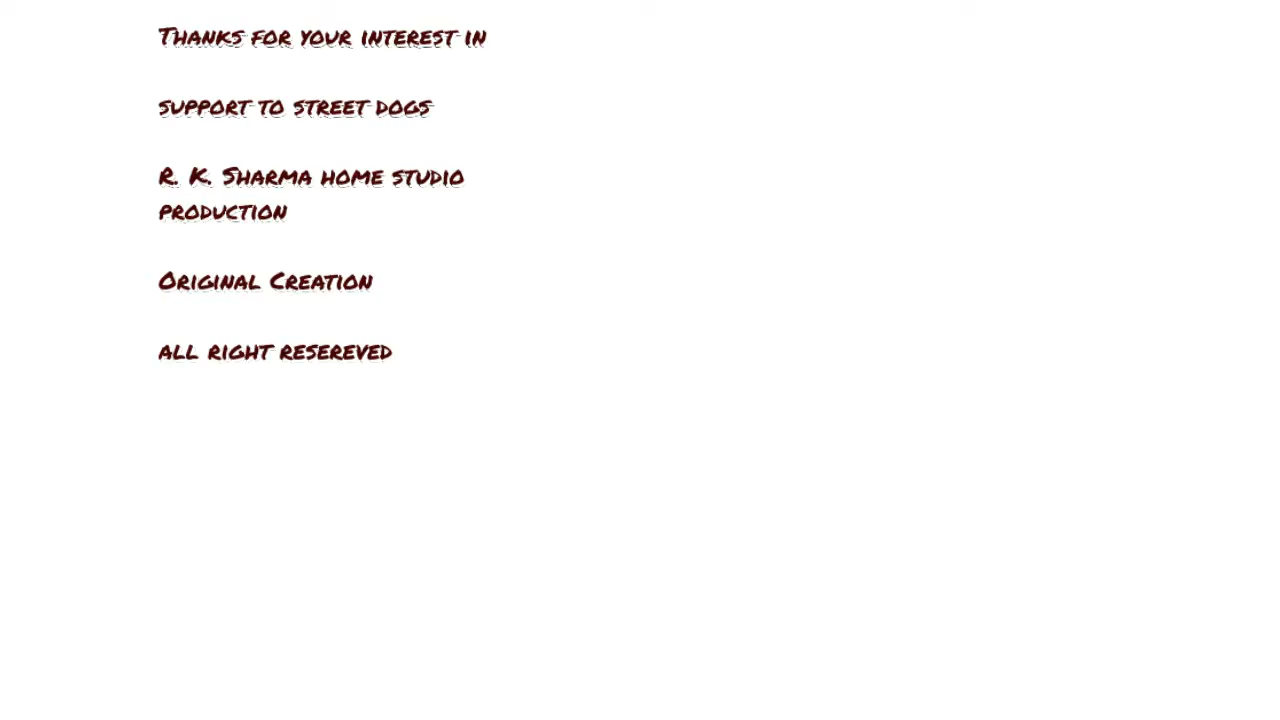 Thanks for your interest in
support to street dogs
R. K. Sharma home studio
production
Original Creation
all right resereved